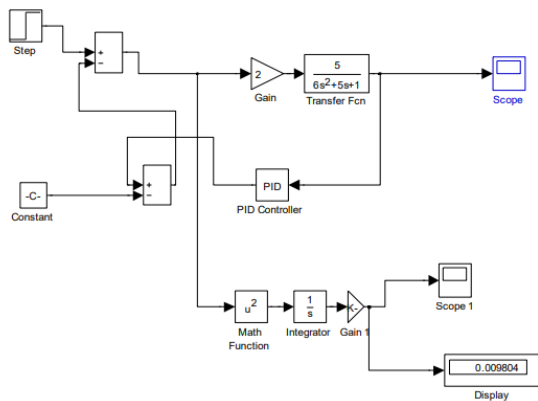 Step
+
−
2
Gain
5
6s²+5s+1
Transfer Fcn
Scope
-C-
Constant
+
−
PID
PID Controller
u²
Math
Function
1
s
Integrator
K-
Gain 1
Scope 1
0.009804
Display